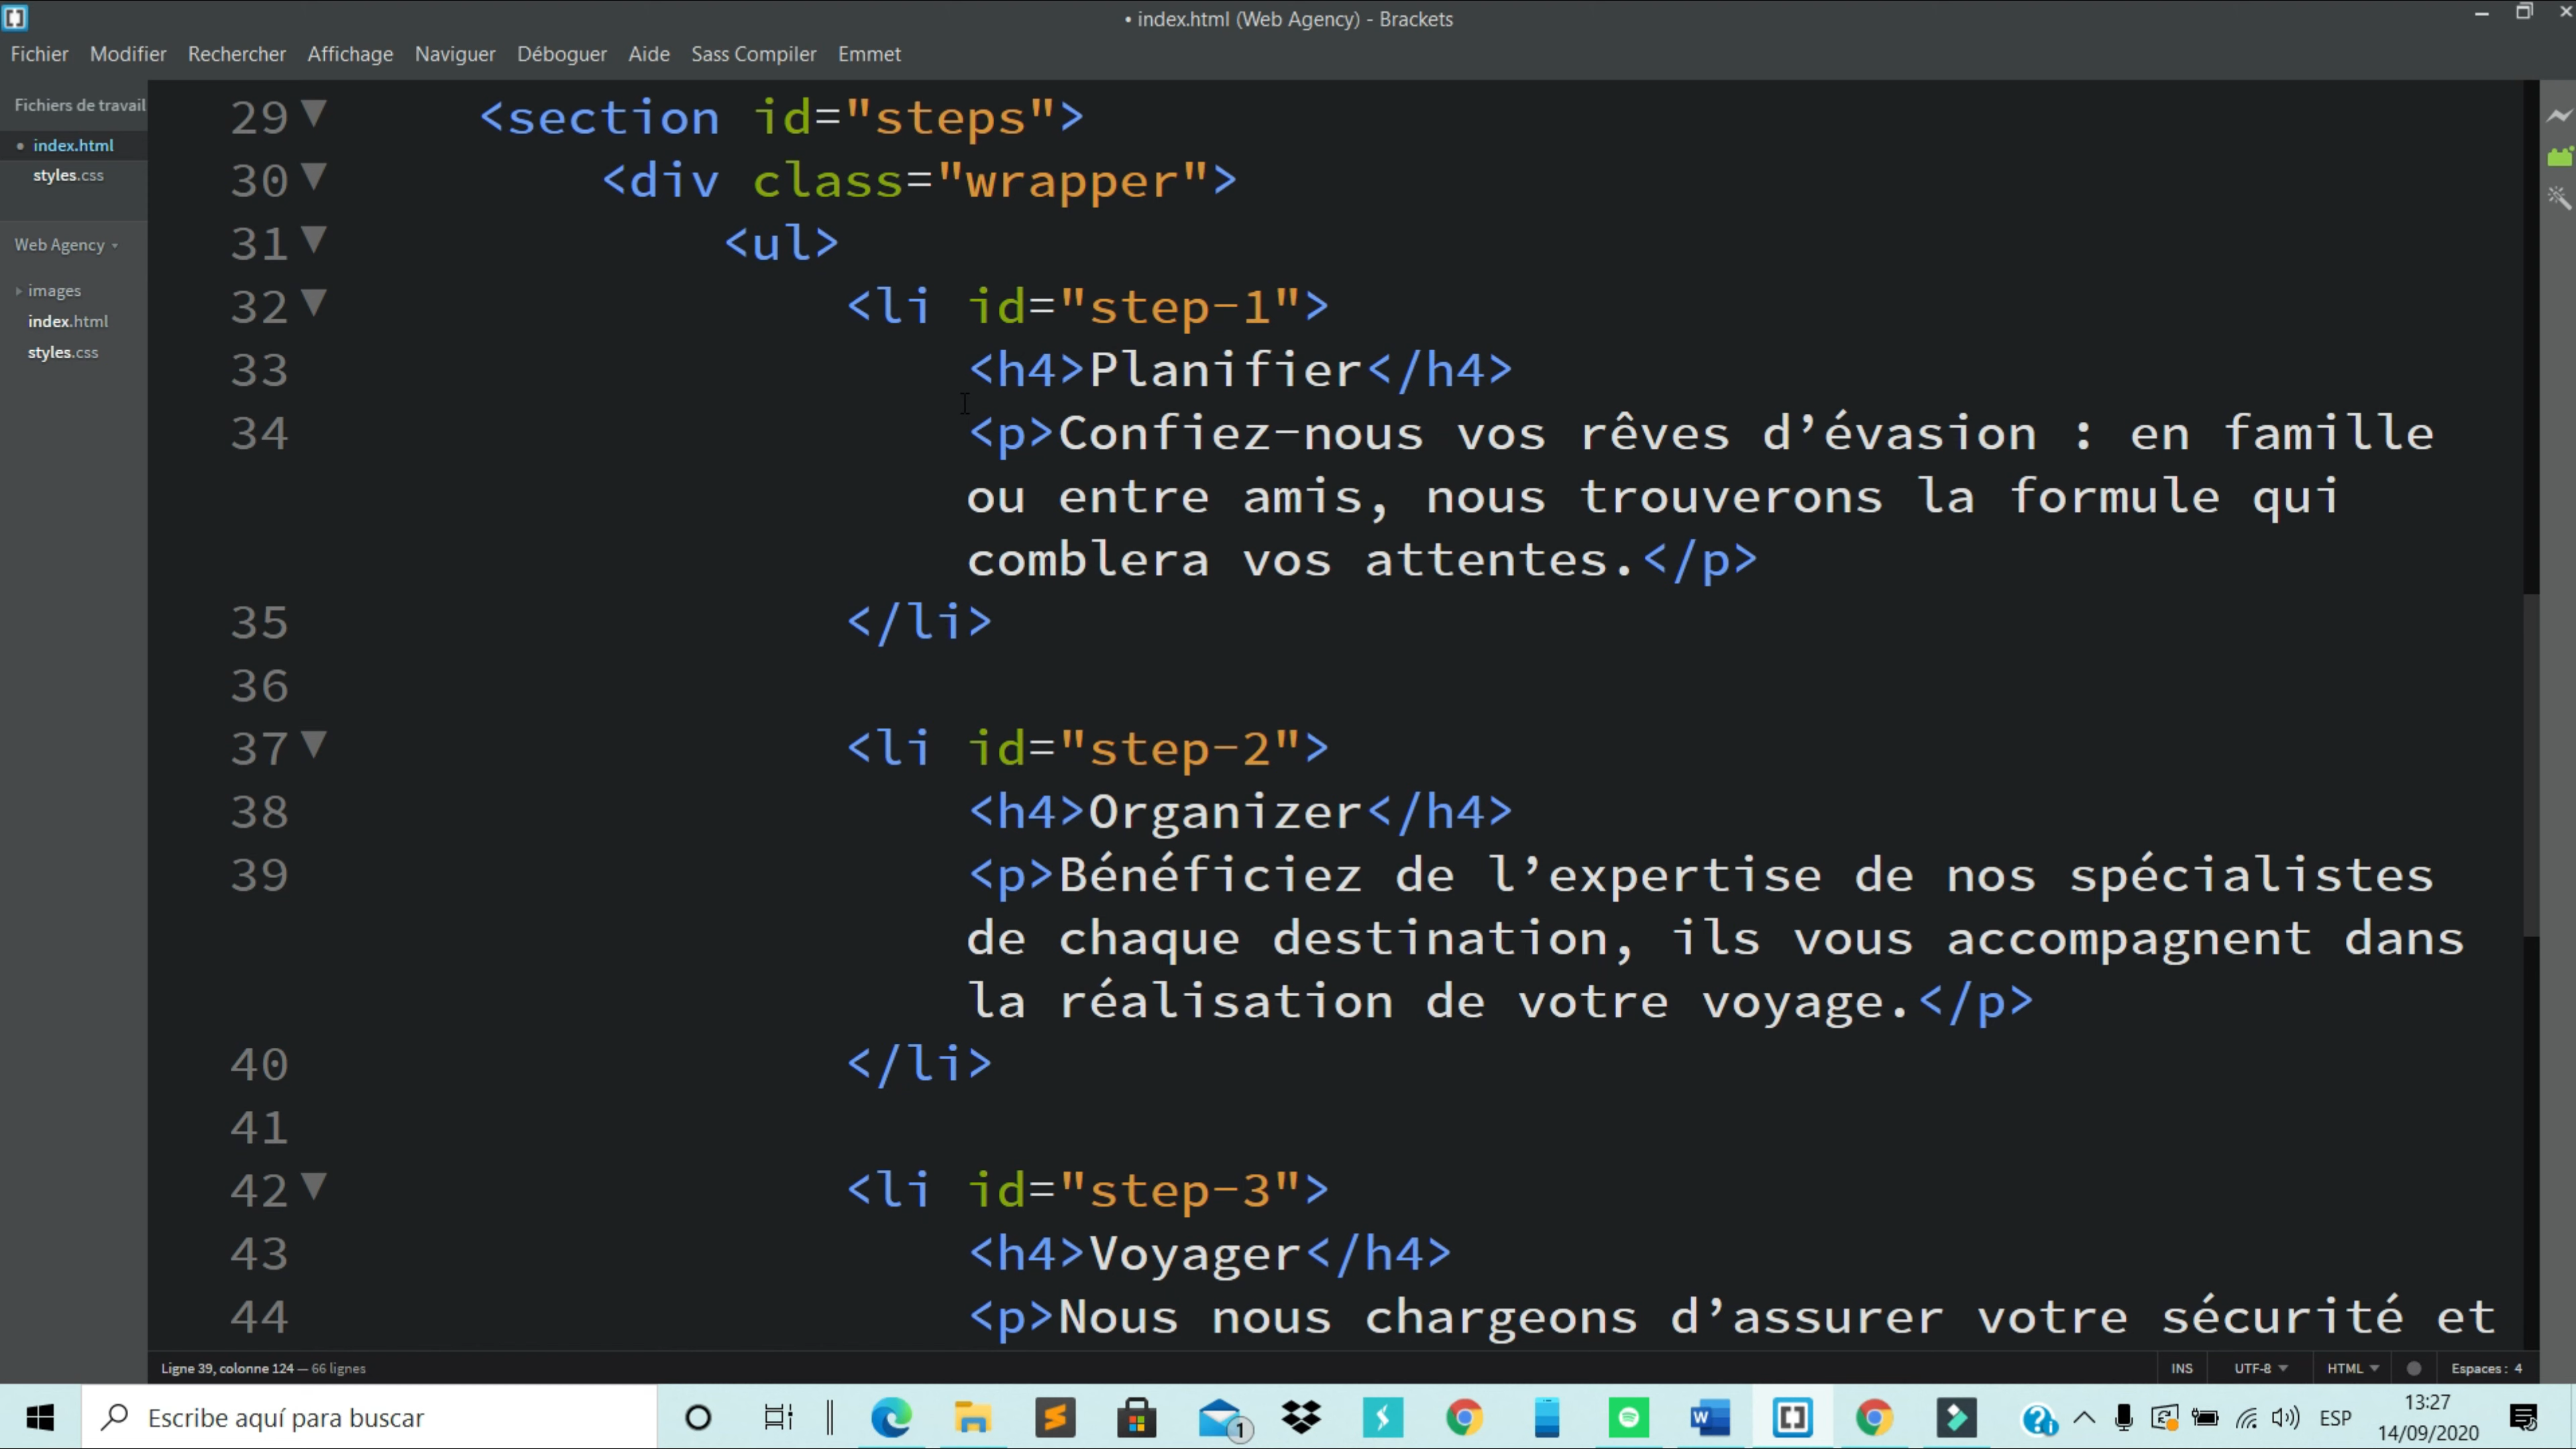 • index.html (Web Agency) - Brackets
Fichier Modifier Rechercher Affichage Naviguer Déboguer Aide Sass Compiler Emmet
Fichiers de travail
• index.html
styles.css
Web Agency
images
index.html
styles.css
29 <section id="steps">
30 <div class="wrapper">
31 <ul>
32 <li id="step-1">
33 <h4>Planifier</h4>
34 <p>Confiez-nous vos rêves d’évasion : en famille
ou entre amis, nous trouverons la formule qui
comblera vos attentes.</p>
35 </li>
36
37 <li id="step-2">
38 <h4>Organizer</h4>
39 <p>Bénéficiez de l’expertise de nos spécialistes
de chaque destination, ils vous accompagnent dans
la réalisation de votre voyage.</p>
40 </li>
41
42 <li id="step-3">
43 <h4>Voyager</h4>
44 <p>Nous nous chargeons d’assurer votre sécurité et
Ligne 39, colonne 124 — 66 lignes
INS UTF-8 HTML Espaces : 4
Escribe aquí para buscar
1
ESP
13:27
14/09/2020